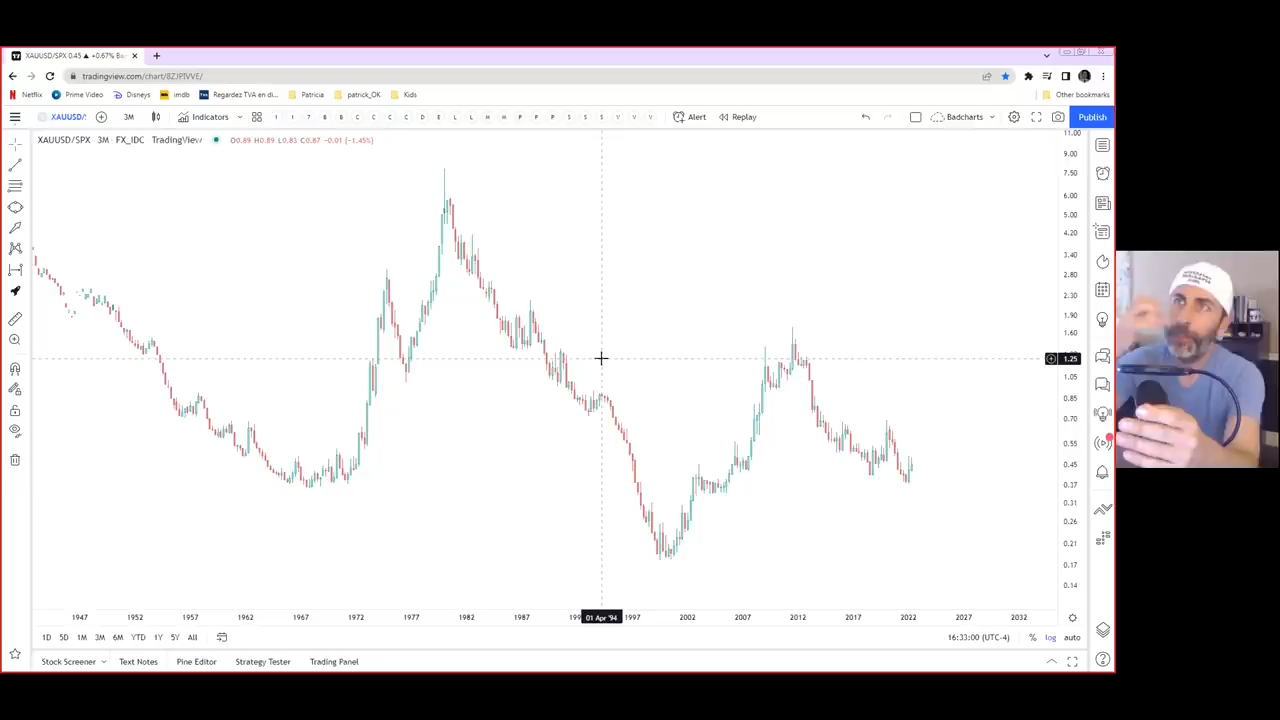 XAUUSD/SPX 0.45 ▲ +0.67% Ba
tradingview.com/chart/8ZJPIVVE/
Netflix Prime Video Disneys imdb Regardez TVA en di... Patricia patrick_OK Kids Other bookmarks
XAUUSD/ 3M Indicators Alert Replay Badcharts Publish
XAUUSD/SPX 3M FX_IDC TradingView O0.89 H0.89 L0.83 C0.87 −0.01 (−1.45%)
11.00
9.00
7.50
6.00
5.00
4.20
3.40
2.80
2.30
1.90
1.60
1.25
1.05
0.85
0.70
0.55
0.45
0.37
0.31
0.26
0.21
0.17
0.14
1947 1952 1957 1962 1967 1972 1977 1982 1987 01 Apr '94 1997 2002 2007 2012 2017 2022 2027 2032
1D 5D 1M 3M 6M YTD 1Y 5Y All 16:33:00 (UTC-4) % log auto
Stock Screener Text Notes Pine Editor Strategy Tester Trading Panel